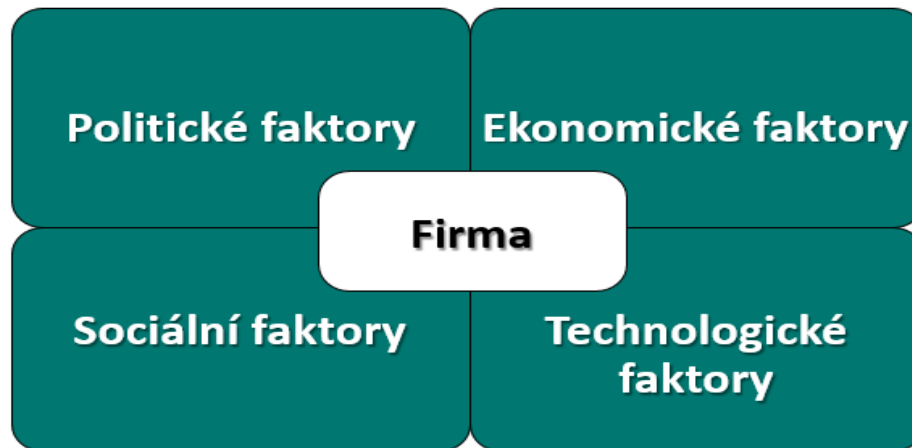 Politické faktory
Ekonomické faktory
Firma
Sociální faktory
Technologické
faktory